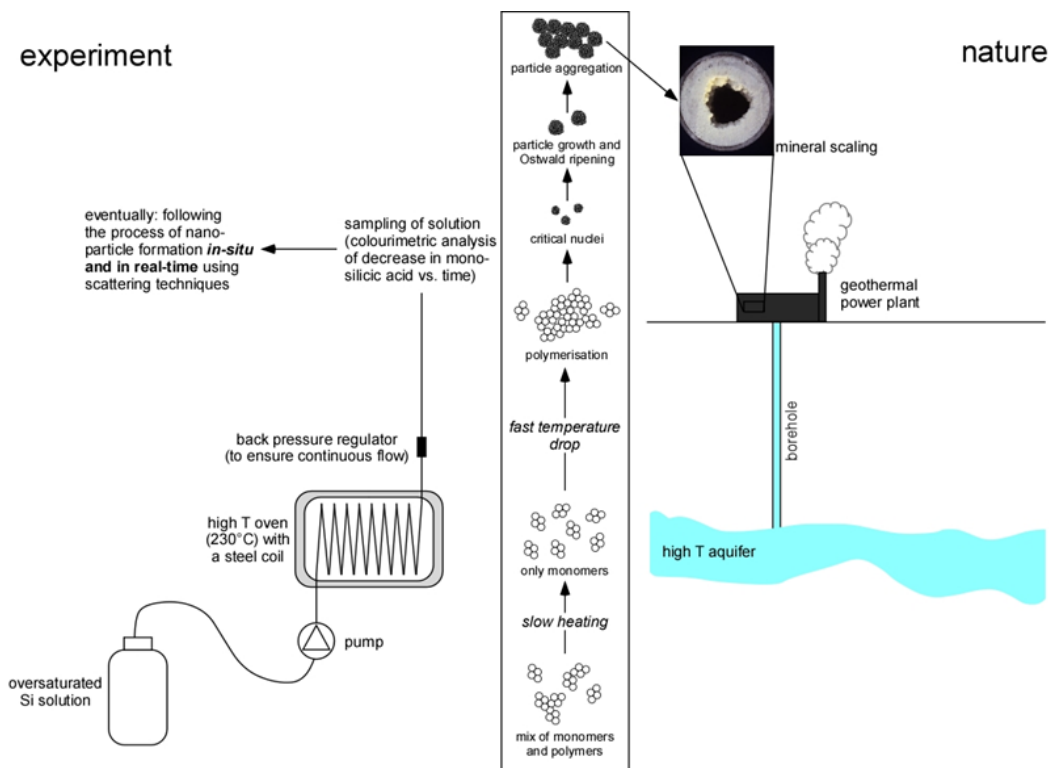 experiment
nature
eventually: following
the process of nano-
particle formation in-situ
and in real-time using
scattering techniques
sampling of solution
(colourimetric analysis
of decrease in mono-
silicic acid vs. time)
back pressure regulator
(to ensure continuous flow)
high T oven
(230°C) with
a steel coil
pump
oversaturated
Si solution
particle aggregation
particle growth and
Ostwald ripening
critical nuclei
polymerisation
fast temperature
drop
only monomers
slow heating
mix of monomers
and polymers
mineral scaling
geothermal
power plant
borehole
high T aquifer